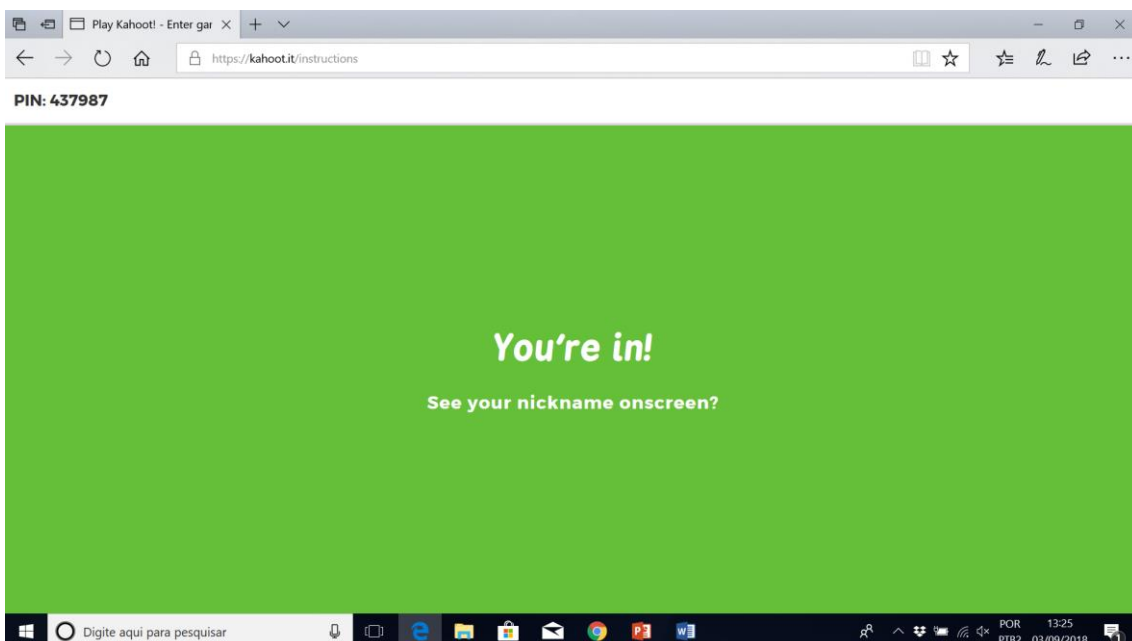 Play Kahoot! - Enter gar
https://kahoot.it/instructions
PIN: 437987
You're in!
See your nickname onscreen?
Digite aqui para pesquisar
POR 13:25
PTB2 03/09/2018